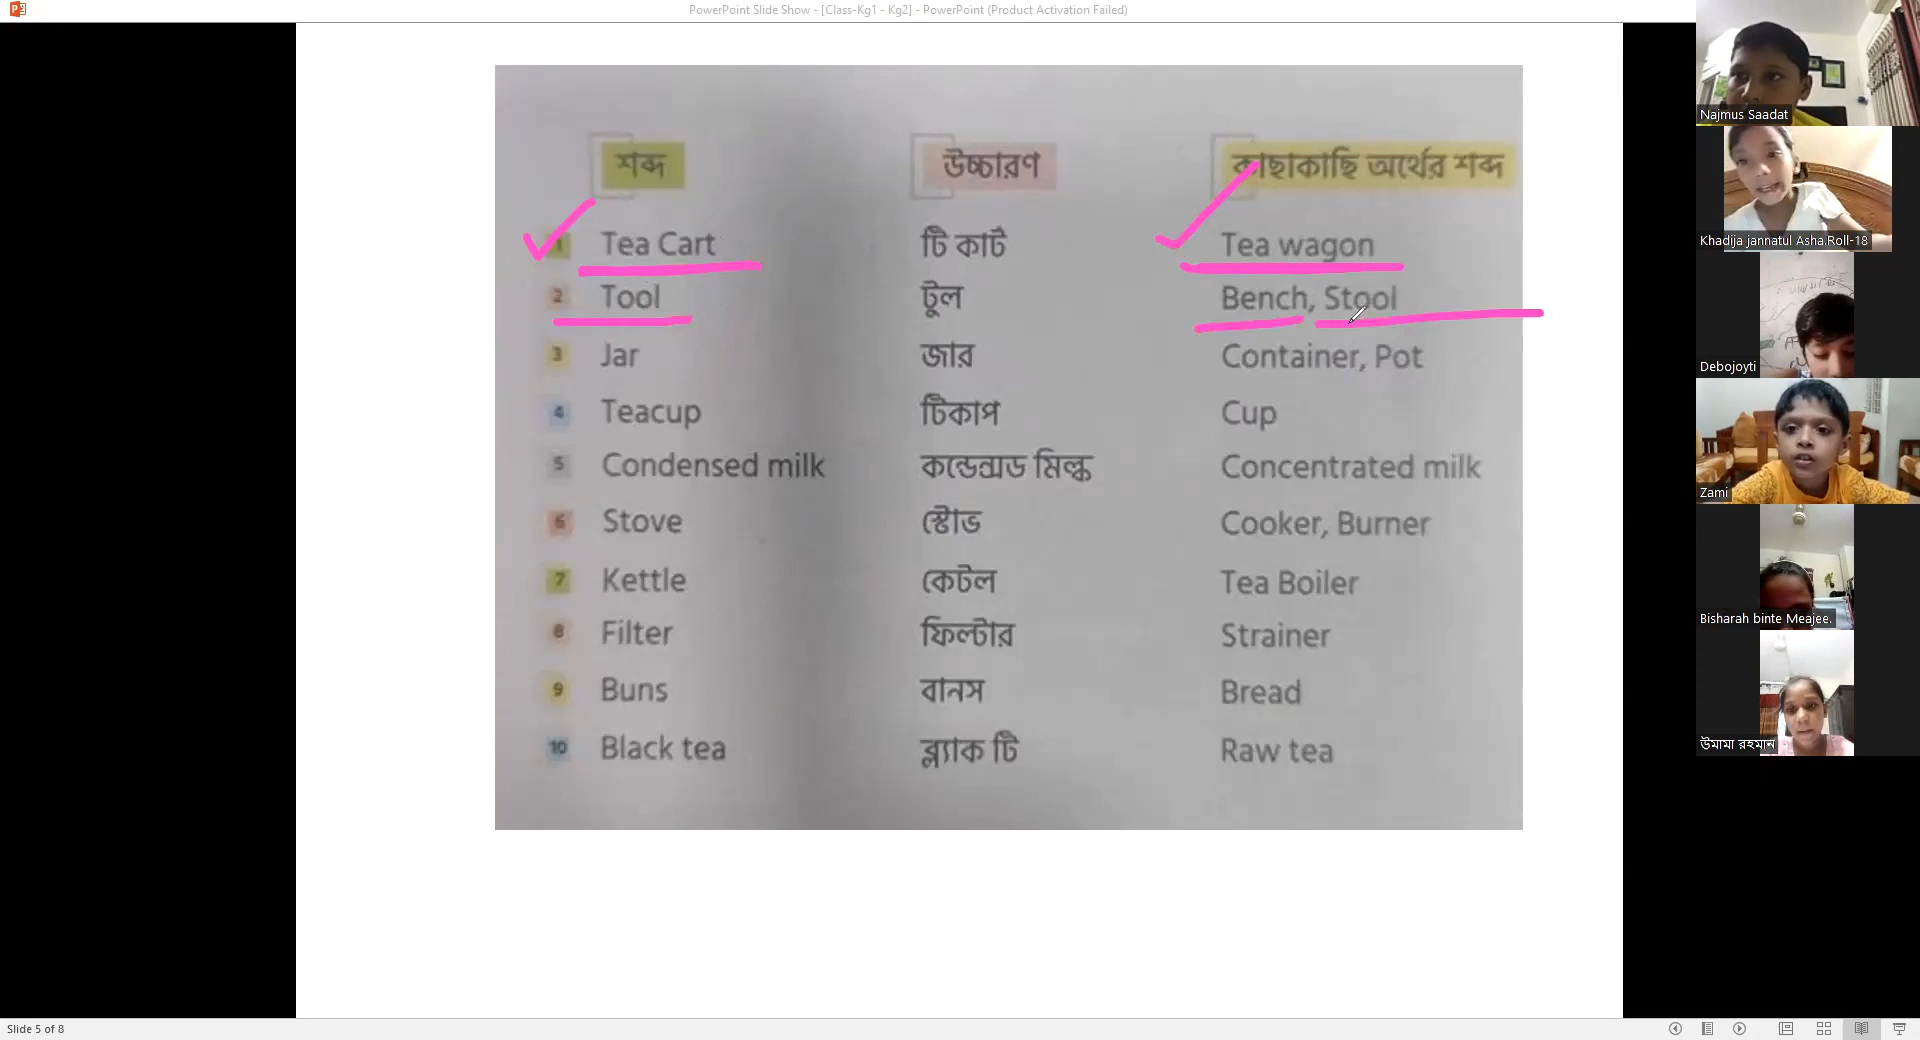 PowerPoint Slide Show - [Class-Kg1 - Kg2] - PowerPoint (Product Activation Failed)
শব্দ উচ্চারণ কাছাকাছি অর্থের শব্দ
1 Tea Cart টি কার্ট Tea wagon
2 Tool টুল Bench, Stool
3 Jar জার Container, Pot
4 Teacup টিকাপ Cup
5 Condensed milk কন্ডেন্সড মিল্ক Concentrated milk
6 Stove স্টোভ Cooker, Burner
7 Kettle কেটল Tea Boiler
8 Filter ফিল্টার Strainer
9 Buns বানস Bread
10 Black tea ব্ল্যাক টি Raw tea
Najmus Saadat
Khadija jannatul Asha.Roll-18
Debojoyti
Zami
Bisharah binte Meajee.
উমামা রহমান
Slide 5 of 8